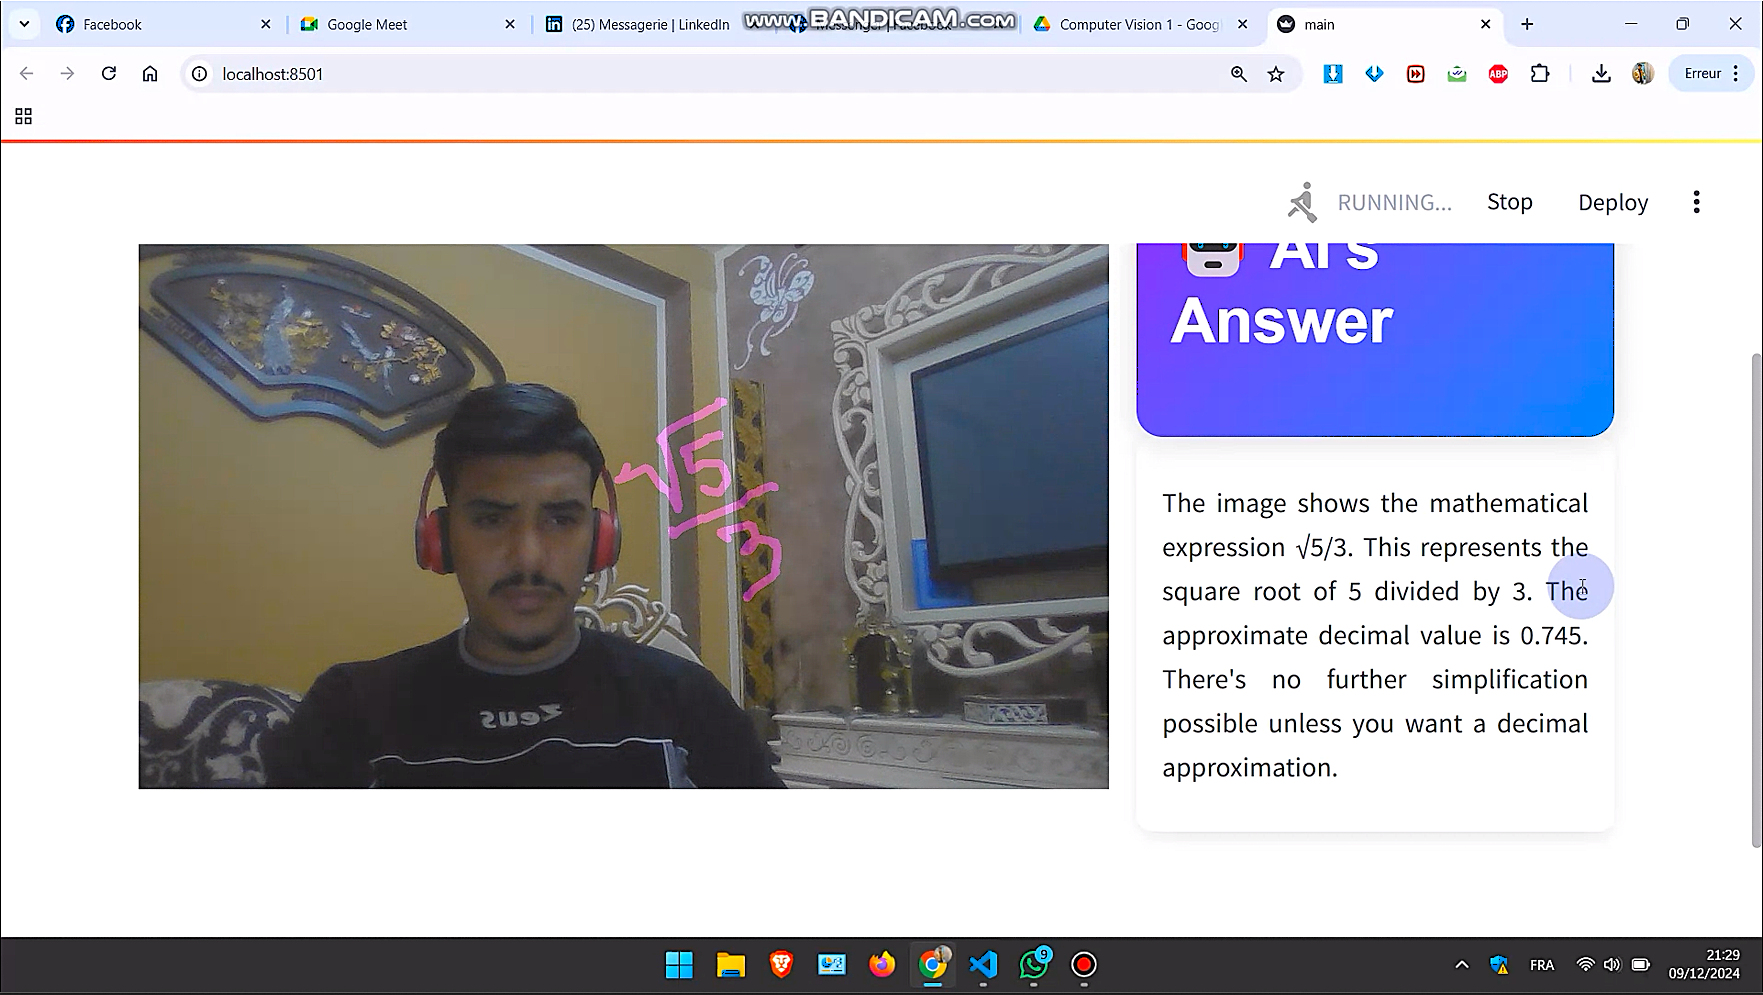 www.BANDICAM.com
Facebook
Google Meet
(25) Messagerie | LinkedIn
Messenger | Facebook
Computer Vision 1 - Goog
main
localhost:8501
ABP
Erreur
RUNNING...
Stop
Deploy
AI's
Answer
√5
3
Zeus
The image shows the mathematical
expression √5/3. This represents the
square root of 5 divided by 3. The
approximate decimal value is 0.745.
There's no further simplification
possible unless you want a decimal
approximation.
9
FRA
21:29
09/12/2024